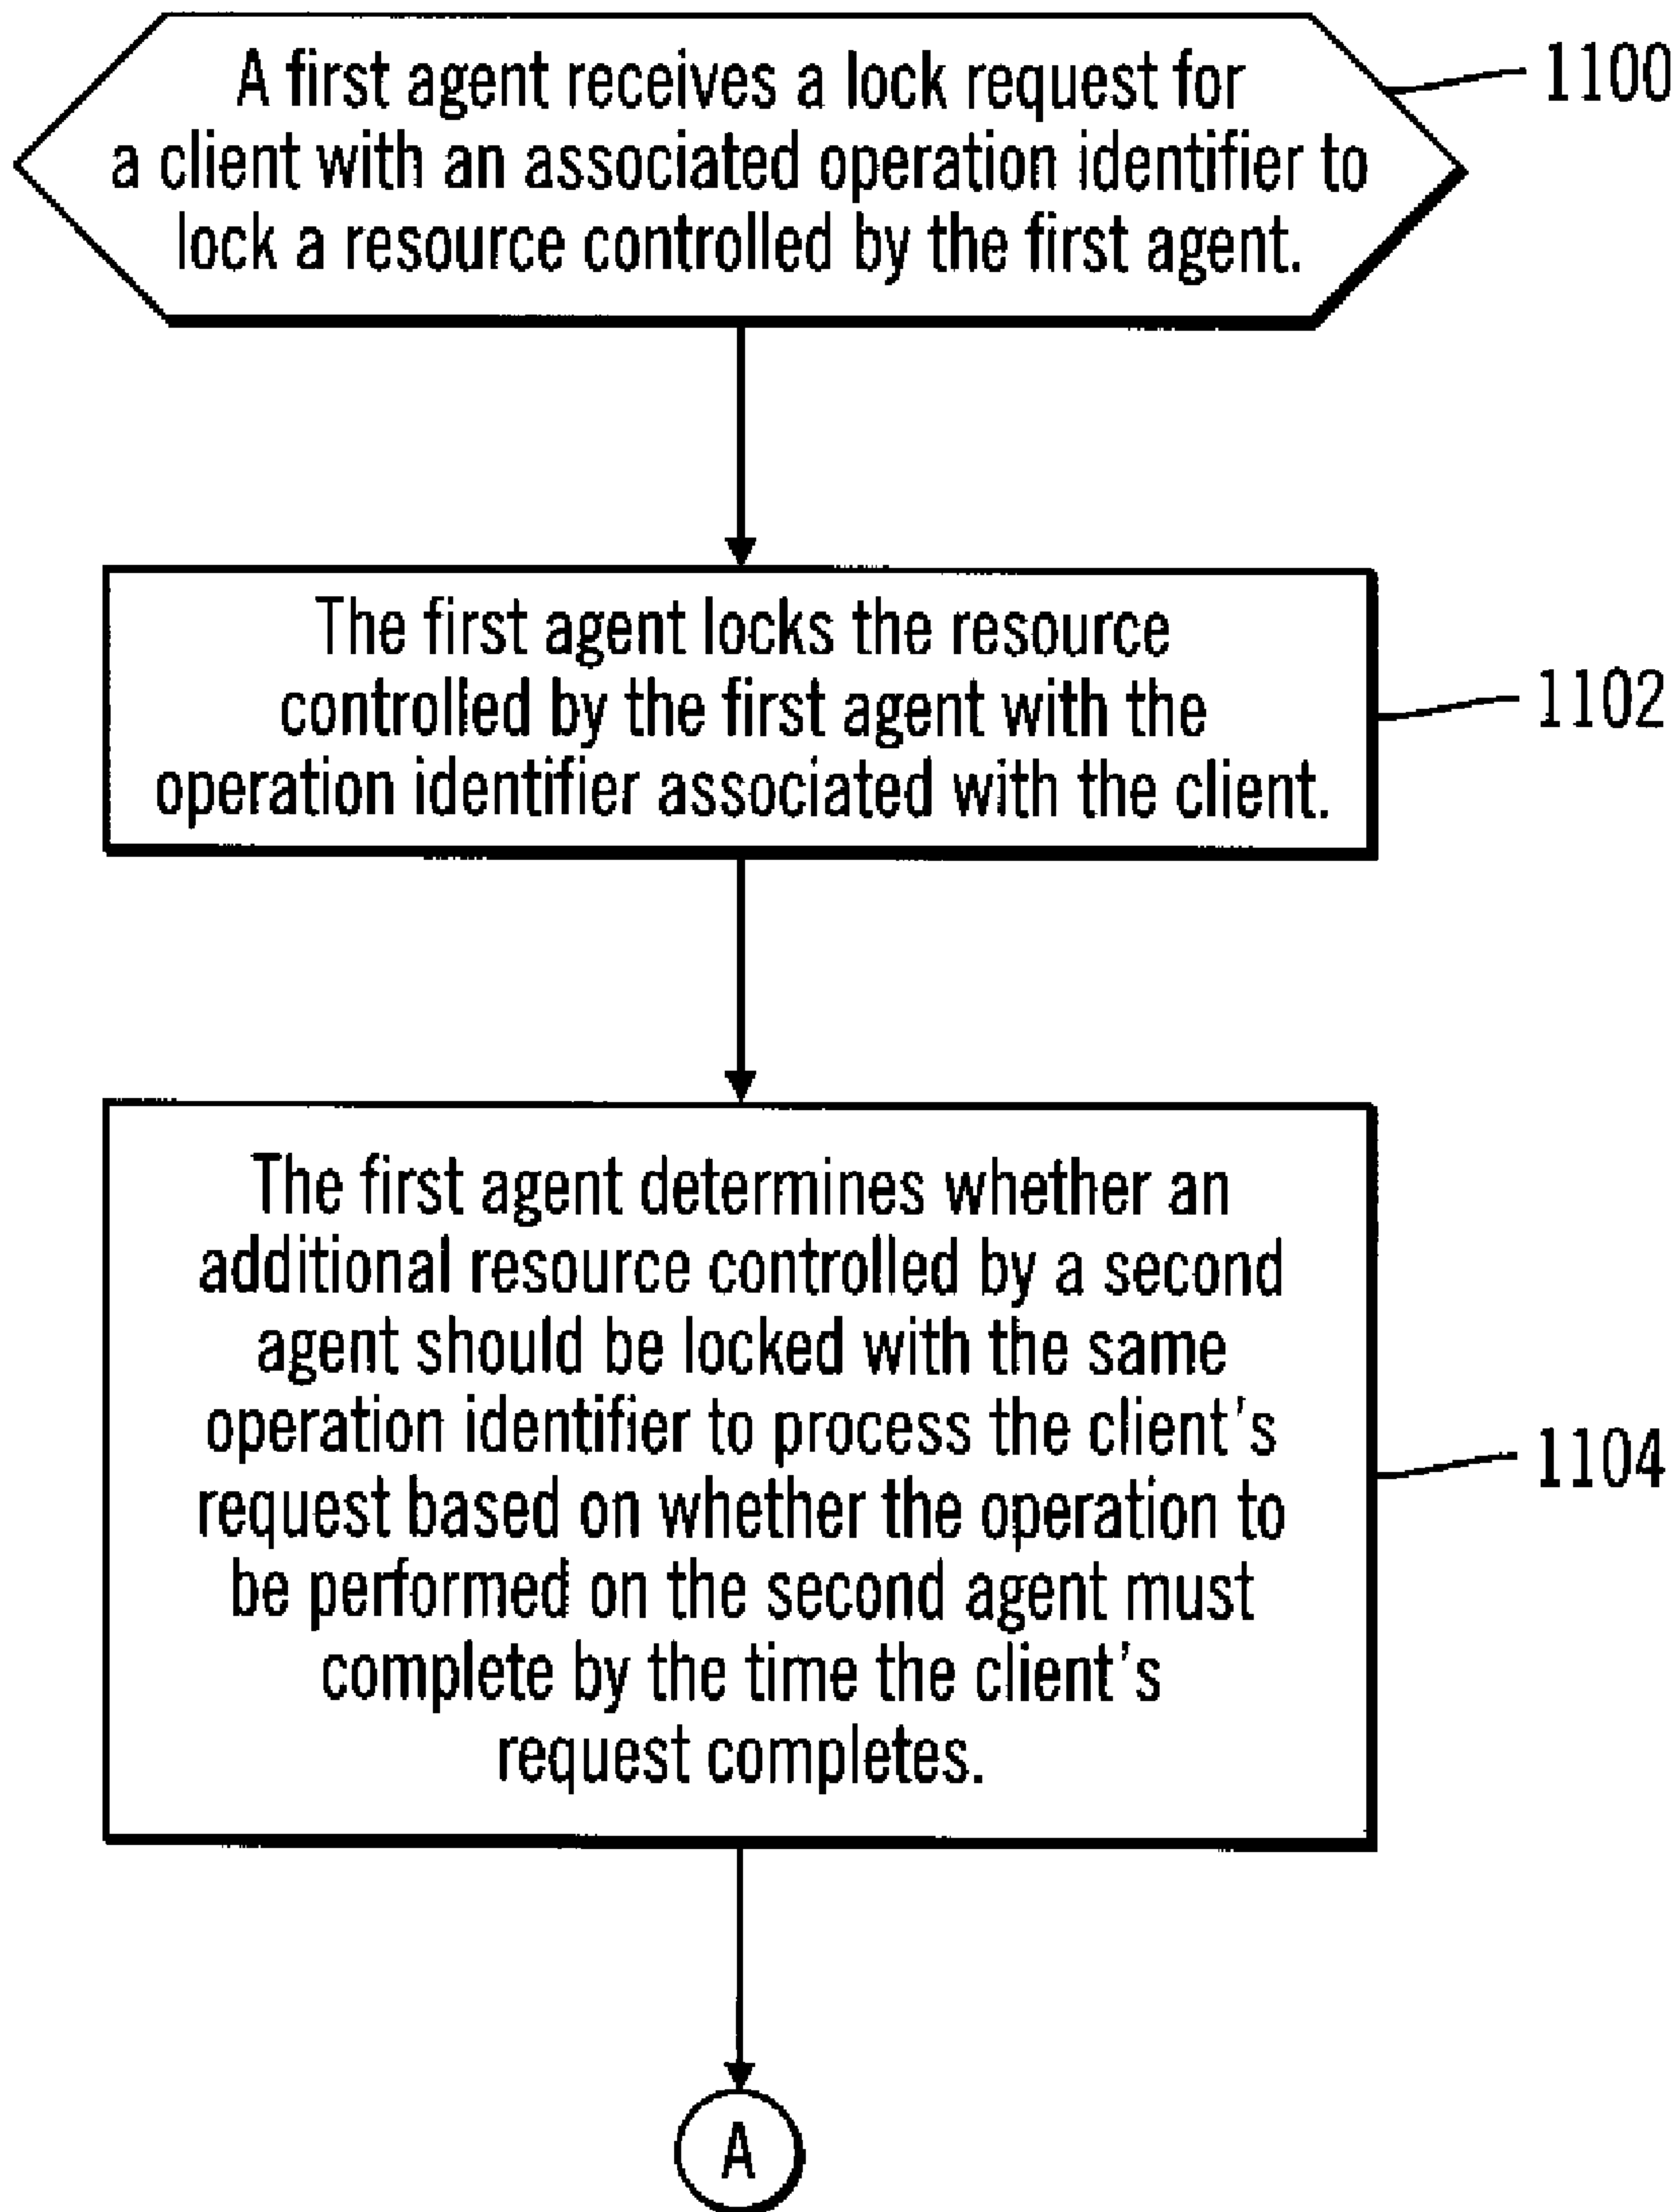 A first agent receives a lock request for
a client with an associated operation identifier to
lock a resource controlled by the first agent.
1100
The first agent locks the resource
controlled by the first agent with the
operation identifier associated with the client.
1102
The first agent determines whether an
additional resource controlled by a second
agent should be locked with the same
operation identifier to process the client's
request based on whether the operation to
be performed on the second agent must
complete by the time the client's
request completes.
1104
A